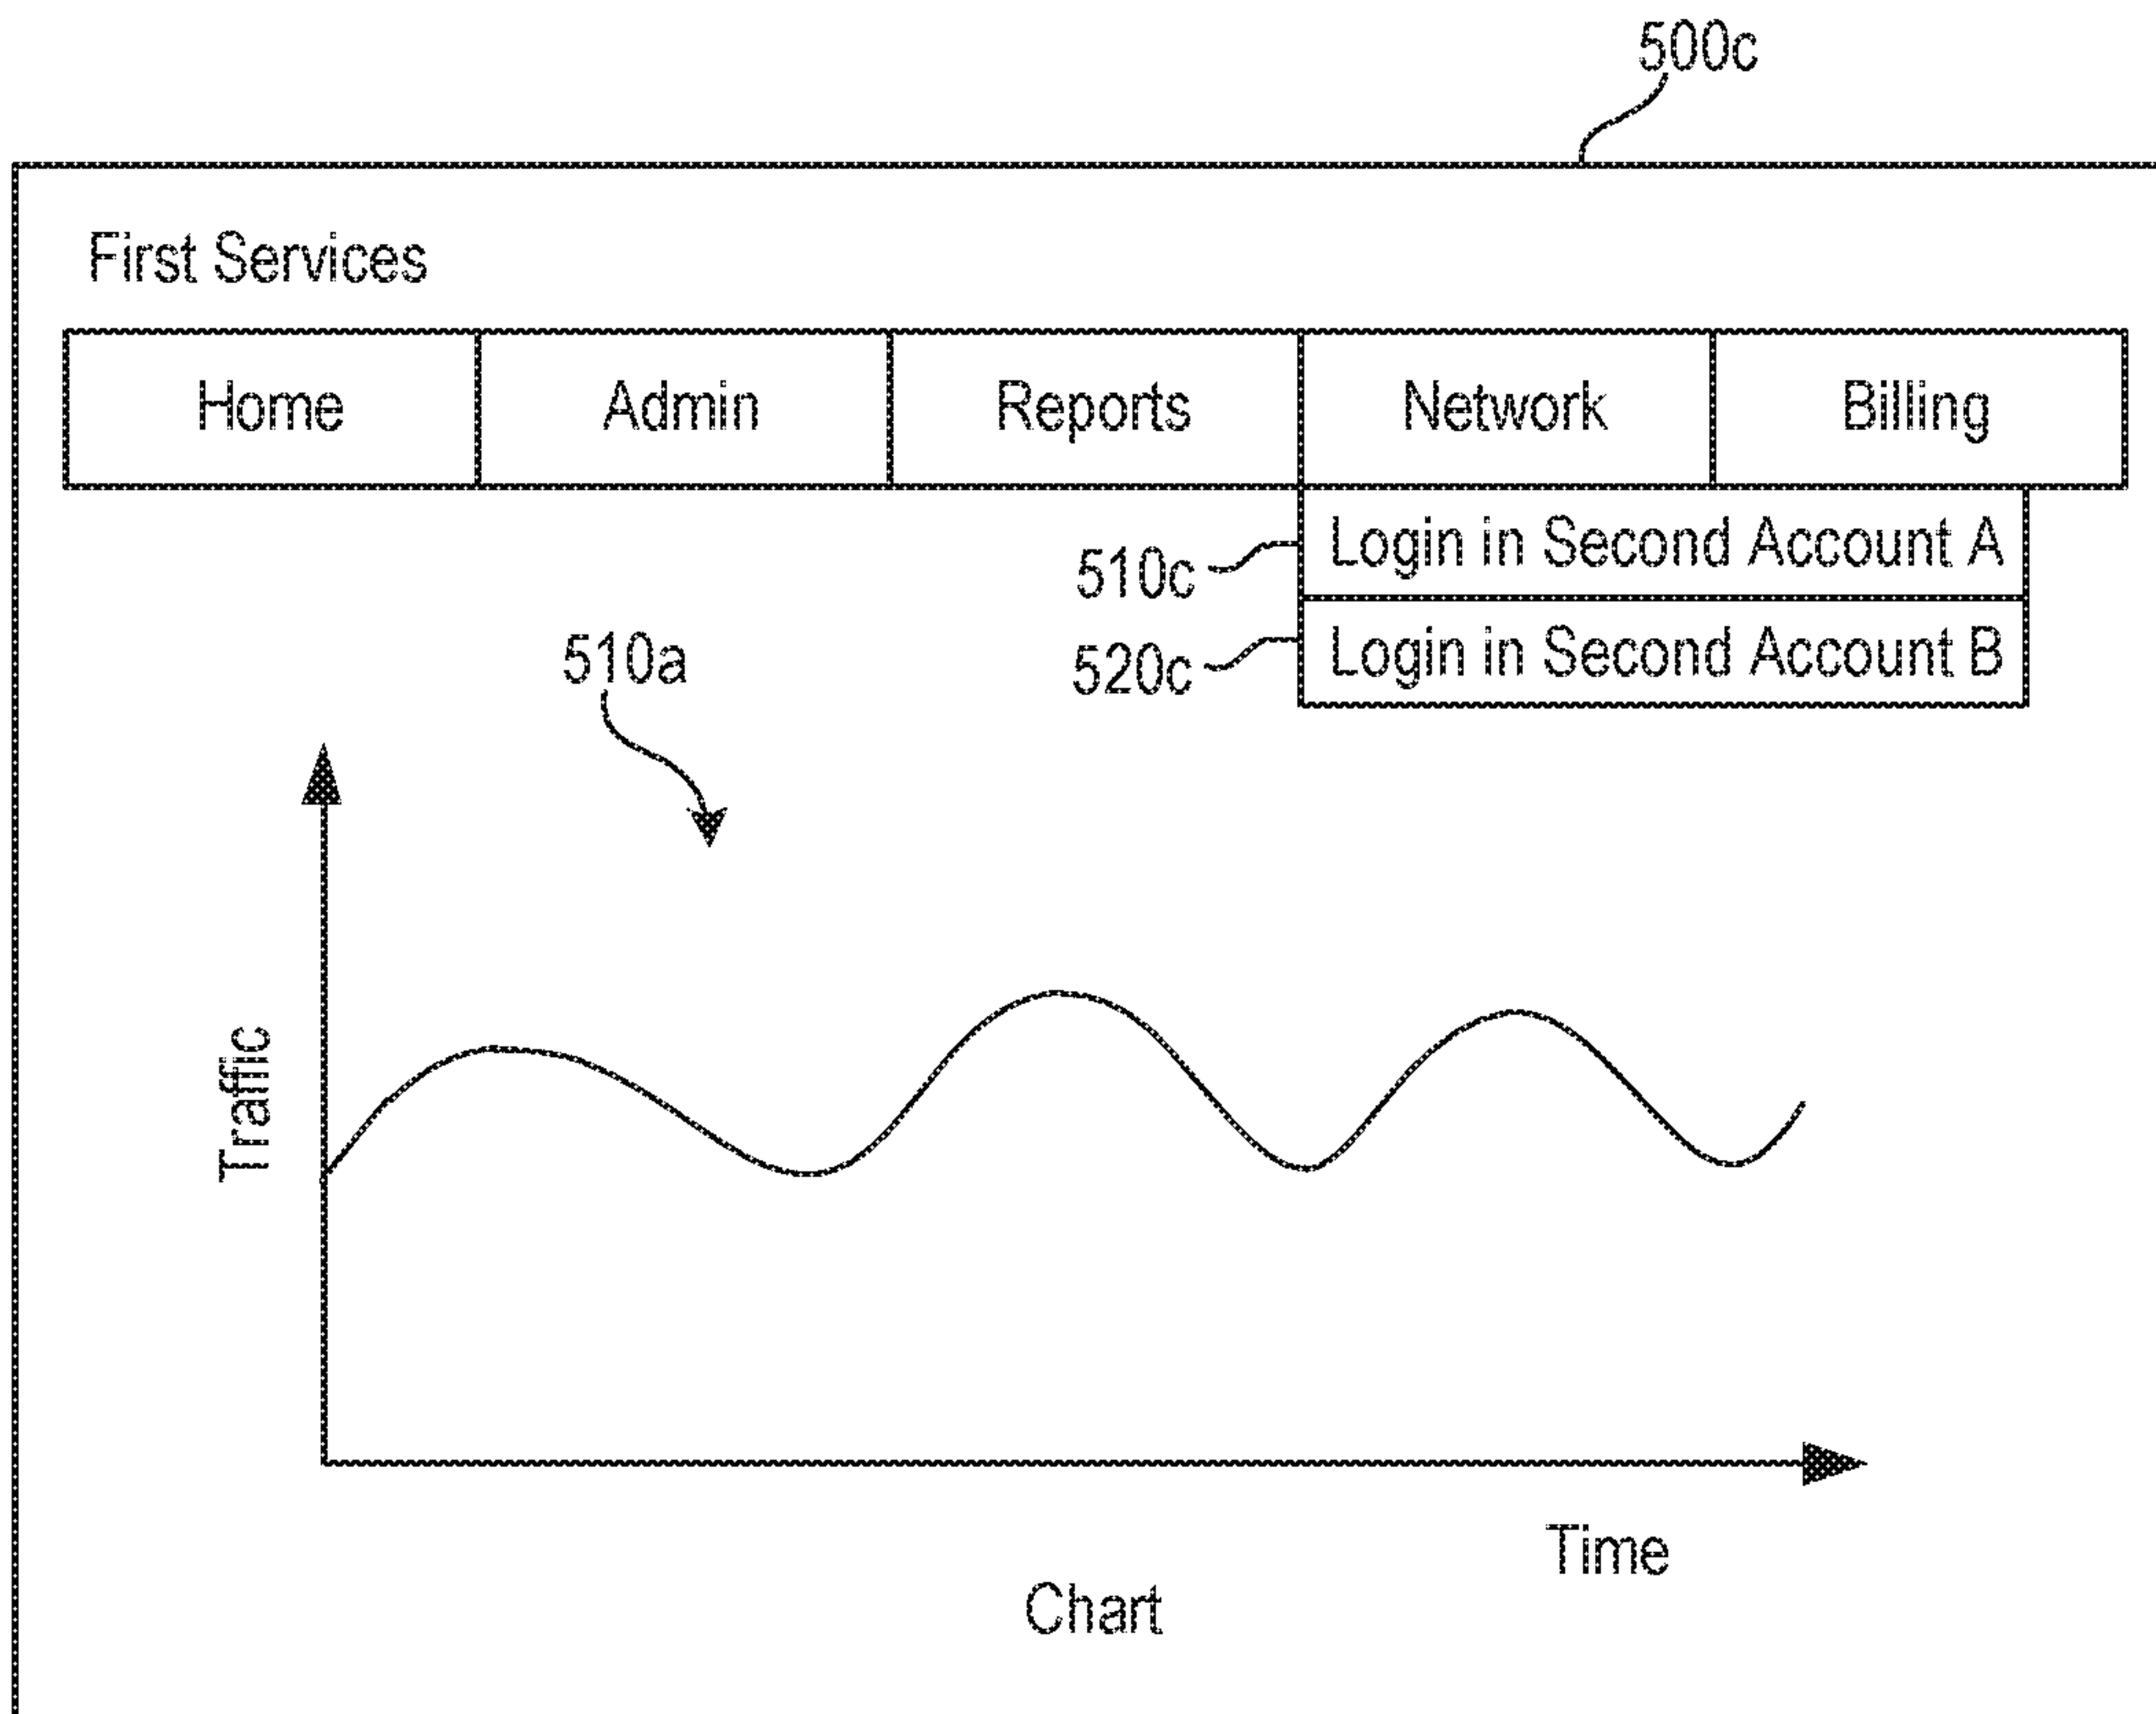 500c
First Services
Home Admin Reports Network Billing
510c Login in Second Account A
520c Login in Second Account B
510a
Traffic
Time
Chart